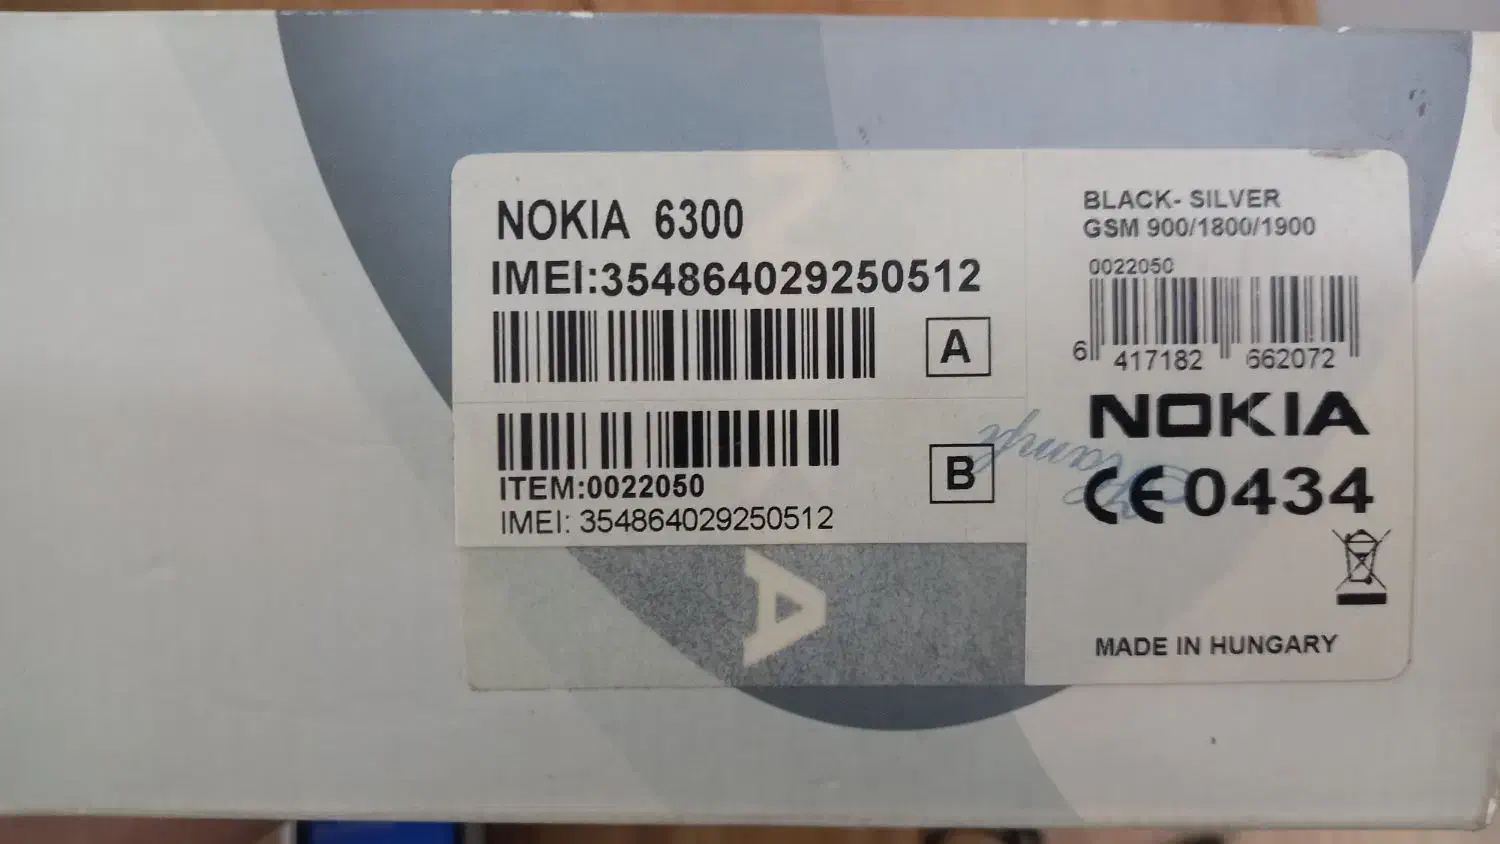 NOKIA 6300
IMEI:354864029250512
A
ITEM:0022050
IMEI: 354864029250512
B
A
BLACK- SILVER
GSM 900/1800/1900
0022050
6 417182 662072
NOKIA
CE 0434
MADE IN HUNGARY